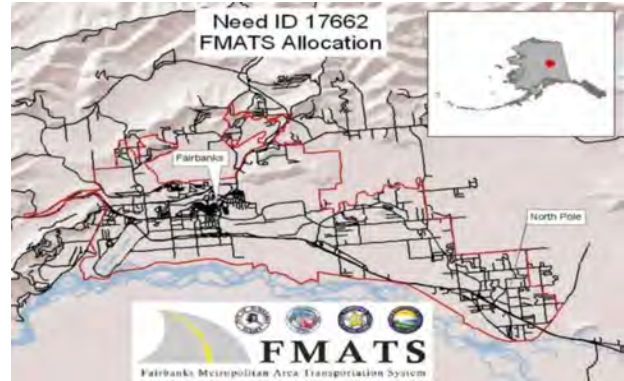 Need ID 17662
FMATS Allocation
Fairbanks
North Pole
FMATS
Fairbanks Metropolitan Area Transportation System